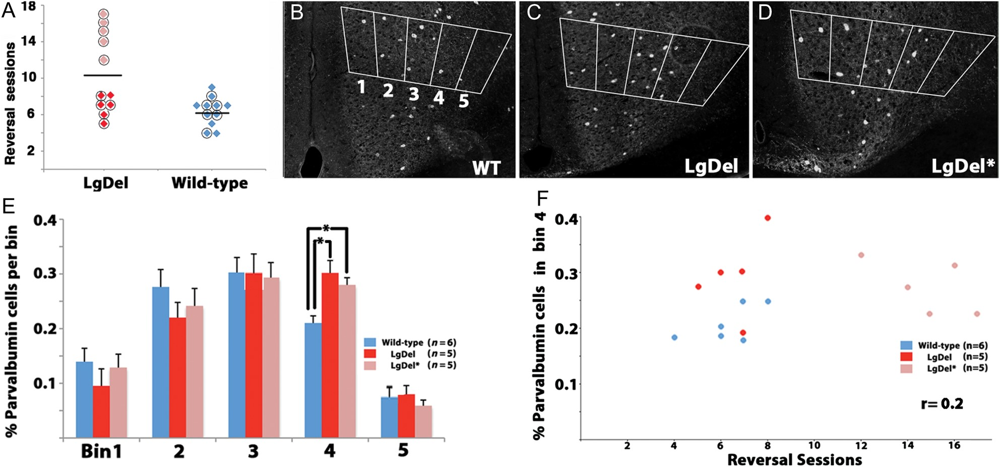 A
18
14
10
6
2
Reversal sessions
LgDel
Wild-type
B
1
2
3
4
5
WT
C
LgDel
D
LgDel*
E
% Parvalbumin cells per bin
0.4
0.3
0.2
0.1
*
*
Wild-type (n = 6)
LgDel (n = 5)
LgDel* (n = 5)
Bin1
2
3
4
5
F
% Parvalbumin cells in bin 4
0.4
0.3
0.2
0.1
Wild-type (n=6)
LgDel (n=5)
LgDel* (n=5)
r= 0.2
2
4
6
8
10
12
14
16
Reversal Sessions